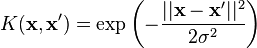 K(𝐱, 𝐱′) = exp(−||𝐱 − 𝐱′||² / 2σ²)